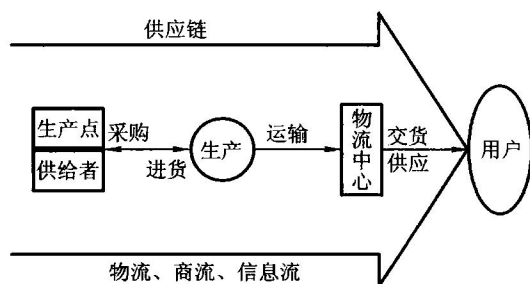 供应链
生产点
供给者
采购
进货
生产
运输
物流中心
交货
供应
用户
物流、商流、信息流